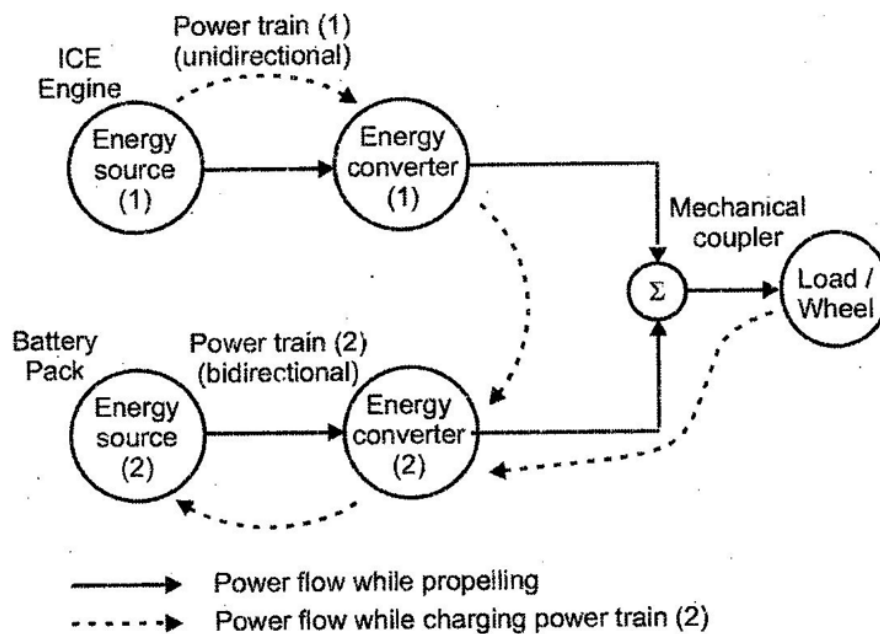 Power train (1)
(unidirectional)
ICE
Engine
Energy
source
(1)
Energy
converter
(1)
Mechanical
coupler
Σ
Load /
Wheel
Battery
Pack
Power train (2)
(bidirectional)
Energy
source
(2)
Energy
converter
(2)
Power flow while propelling
Power flow while charging power train (2)